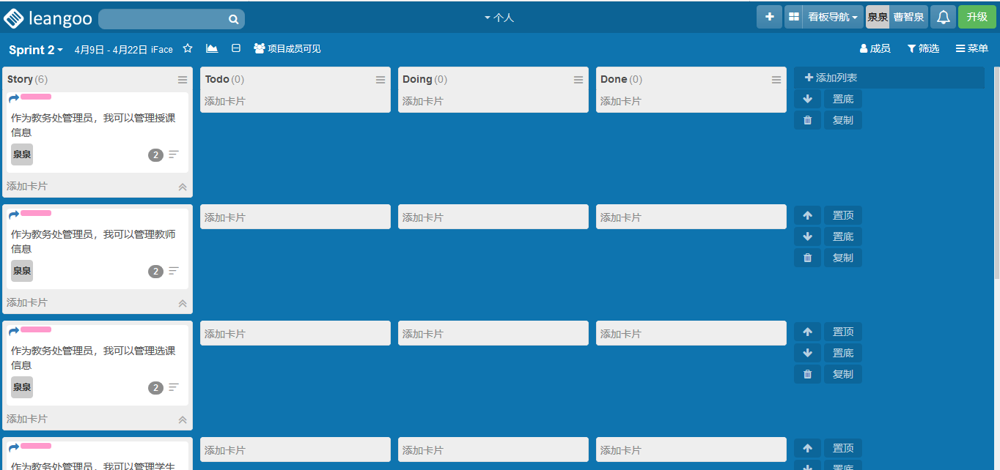 leangoo
个人
看板导航
泉泉 曹智泉
升级
Sprint 2 4月9日 - 4月22日 iFace 项目成员可见
成员 筛选 菜单
Story (6)
Todo (0)
Doing (0)
Done (0)
添加列表
添加卡片 添加卡片 添加卡片
置底
复制
作为教务处管理员，我可以管理授课
信息
泉泉 2
添加卡片
添加卡片 添加卡片 添加卡片
置顶
置底
复制
作为教务处管理员，我可以管理教师
信息
泉泉 2
添加卡片
添加卡片 添加卡片 添加卡片
置顶
置底
复制
作为教务处管理员，我可以管理选课
信息
泉泉 2
添加卡片
添加卡片 添加卡片 添加卡片
置顶
置底
作为教务处管理员，我可以管理学生